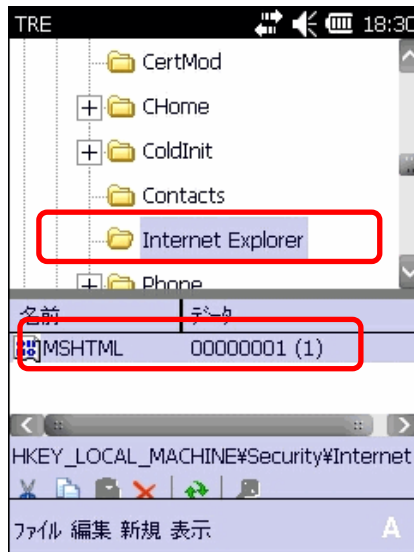 TRE 18:30
CertMod
CHome
ColdInit
Contacts
Internet Explorer
Phone
名前 データ
MSHTML 00000001 (1)
HKEY_LOCAL_MACHINE¥Security¥Internet
ファイル 編集 新規 表示 A